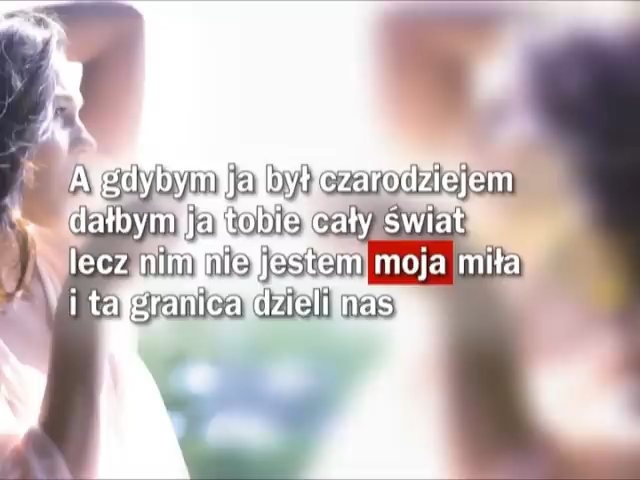 A gdybym ja był czarodziejem
dałbym ja tobie cały świat
lecz nim nie jestem moja miła
i ta granica dzieli nas